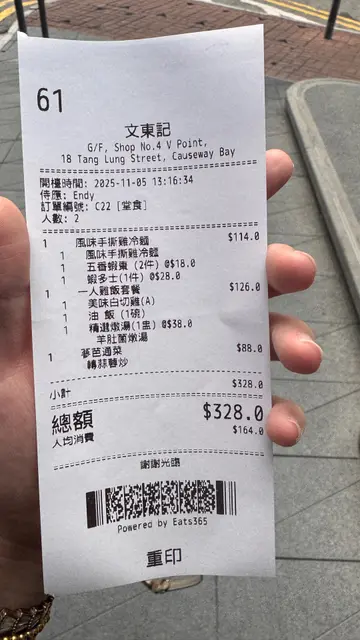 61
文東記
G/F, Shop No.4 V Point,
18 Tang Lung Street, Causeway Bay
開檯時間: 2025-11-05 13:16:34
侍應: Endy
訂單編號: C22 [堂食]
人數: 2
1 風味手撕雞冷麵 $114.0
1 風味手撕雞冷麵
1 五香蝦棗 (2件) @$18.0
1 蝦多士(1件) @$28.0
1 一人雞飯套餐 $126.0
1 美味白切雞(A)
1 油 飯 (1碗)
1 精選燉湯(1盅) @$38.0
羊肚菌燉湯
1 蔘芭通菜 $88.0
轉蒜蓉炒
小計 $328.0
總額 $328.0
人均消費 $164.0
謝謝光臨
Powered by Eats365
重印